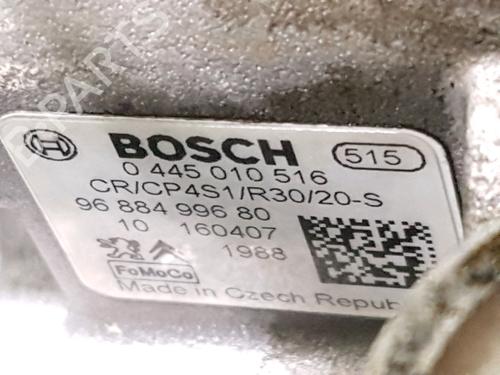 BOSCH 515
0 445 010 516
CR/CP4S1/R30/20-S
96 884 996 80
10 160407
1988
FoMoCo
Made in Czech Republ